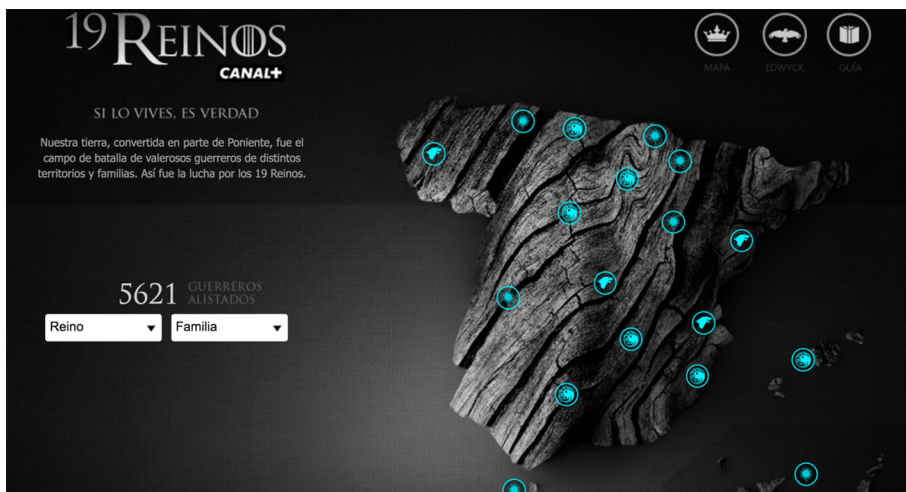 19 REINOS
CANAL+
MAPA
EDWYCK
GUÍA
SI LO VIVES, ES VERDAD
Nuestra tierra, convertida en parte de Poniente, fue el
campo de batalla de valerosos guerreros de distintos
territorios y familias. Así fue la lucha por los 19 Reinos.
5621 GUERREROS
ALISTADOS
Reino
Familia